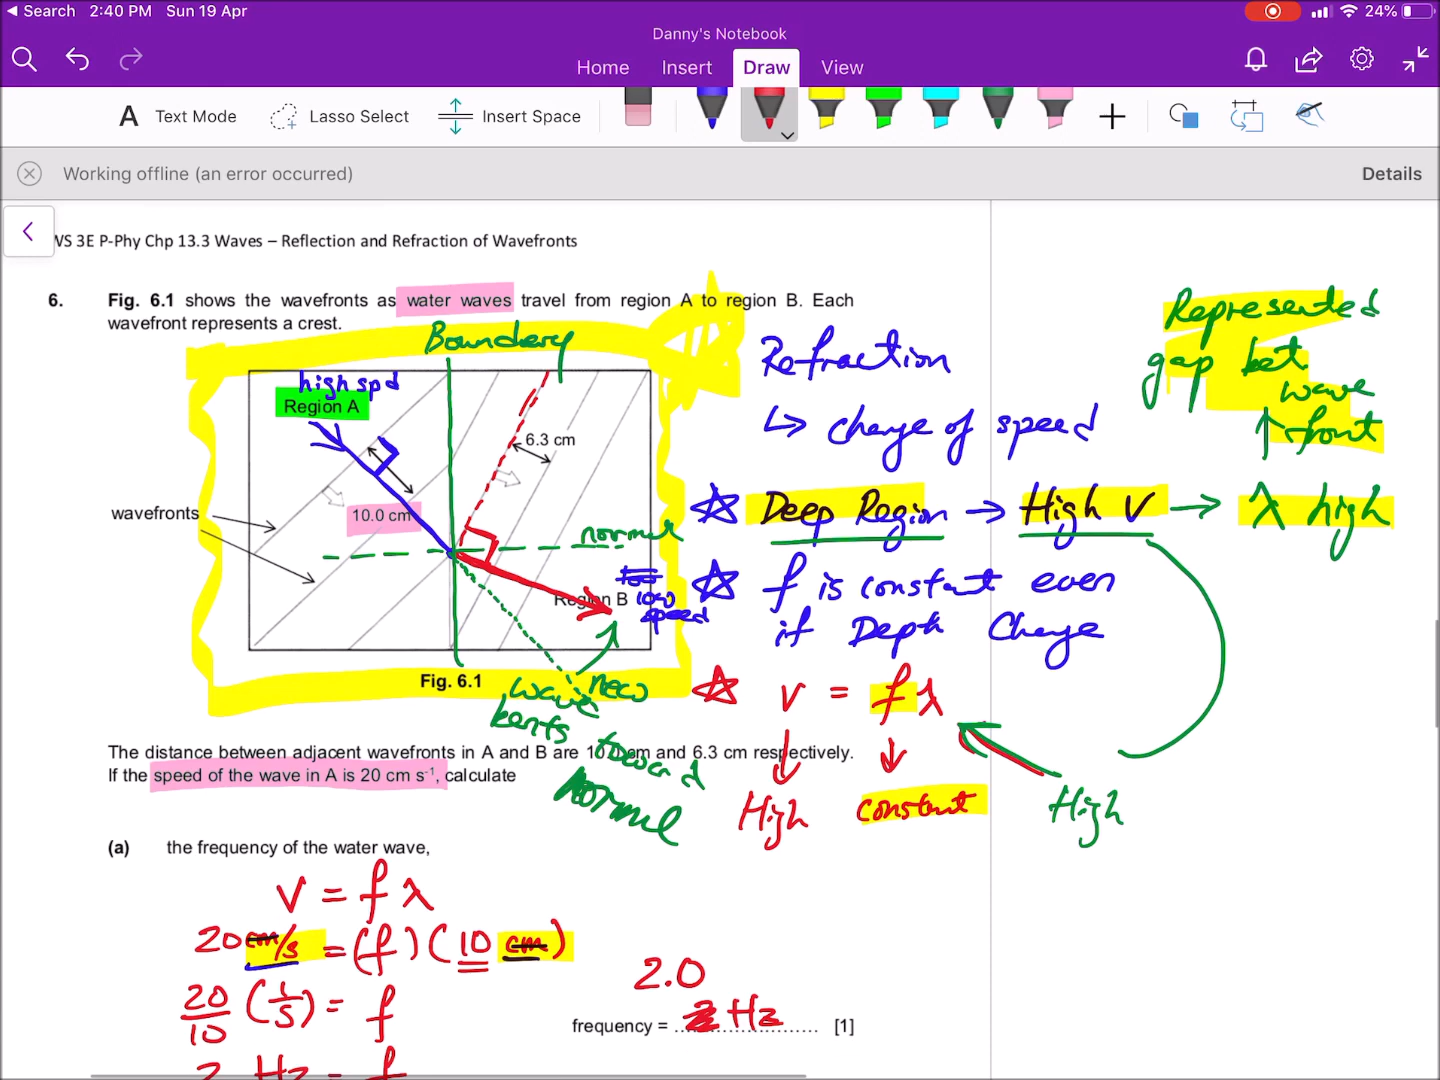 Search 2:40 PM Sun 19 Apr
24%
Danny's Notebook
Home Insert Draw View
A Text Mode Lasso Select Insert Space
Working offline (an error occurred)
Details
WS 3E P-Phy Chp 13.3 Waves – Reflection and Refraction of Wavefronts
6. Fig. 6.1 shows the wavefronts as water waves travel from region A to region B. Each
wavefront represents a crest.
Boundary
high spd
Region A
6.3 cm
wavefronts
10.0 cm
normal
Region B
low
speed
Fig. 6.1
new
wave
bents
toward
normal
Refraction
↳ change of speed
☆ Deep Region → High V → λ high
Represented
gap bet
wave
↑ front
☆ f is constant even
if Depth Change
☆ v = fλ
High constant High
The distance between adjacent wavefronts in A and B are 10.0 cm and 6.3 cm respectively.
If the speed of the wave in A is 20 cm s⁻¹, calculate
(a) the frequency of the water wave,
V = fλ
20 cm/s = (f)(10 cm)
20/10 (1/s) = f
2 Hz = f
2.0
frequency = .... Hz .... [1]